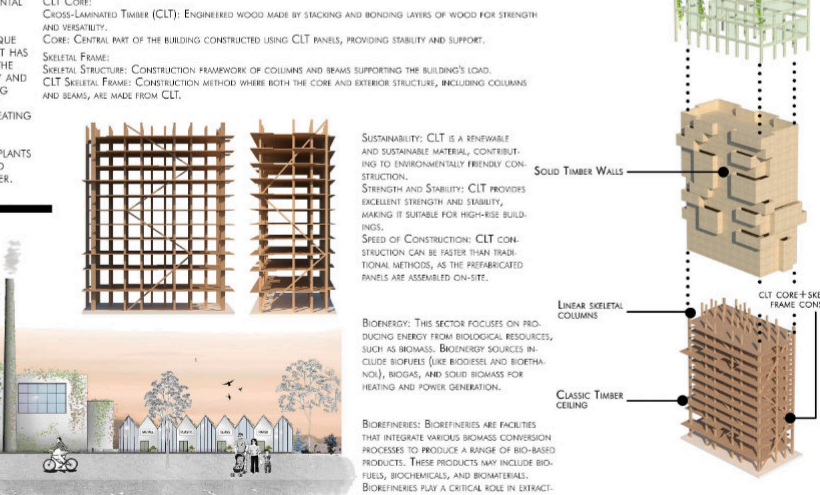 CLT Core:
Cross-Laminated Timber (CLT): Engineered wood made by stacking and bonding layers of wood for strength
and versatility.
Core: Central part of the building constructed using CLT panels, providing stability and support.
Skeletal Frame:
Skeletal Structure: Construction framework of columns and beams supporting the building's load.
CLT Skeletal Frame: Construction method where both the core and exterior structure, including columns
and beams, are made from CLT.
ENTAL
QUE
T HAS
THE
Y AND
G
EATING
PLANTS
D
ER.
Sustainability: CLT is a renewable
and sustainable material, contribut-
ing to environmentally friendly con-
struction.
Strength and Stability: CLT provides
excellent strength and stability,
making it suitable for high-rise build-
ings.
Speed of Construction: CLT con-
struction can be faster than tradi-
tional methods, as the prefabricated
panels are assembled on-site.
Bioenergy: This sector focuses on pro-
ducing energy from biological resources,
such as biomass. Bioenergy sources in-
clude biofuels (like biodiesel and bioetha-
nol), biogas, and solid biomass for
heating and power generation.
Biorefineries: Biorefineries are facilities
that integrate various biomass conversion
processes to produce a range of bio-based
products. These products may include bio-
fuels, biochemicals, and biomaterials.
Biorefineries play a critical role in extract-
Solid Timber Walls
Linear skeletal
columns
CLT core+ske
frame cons
Classic Timber
ceiling